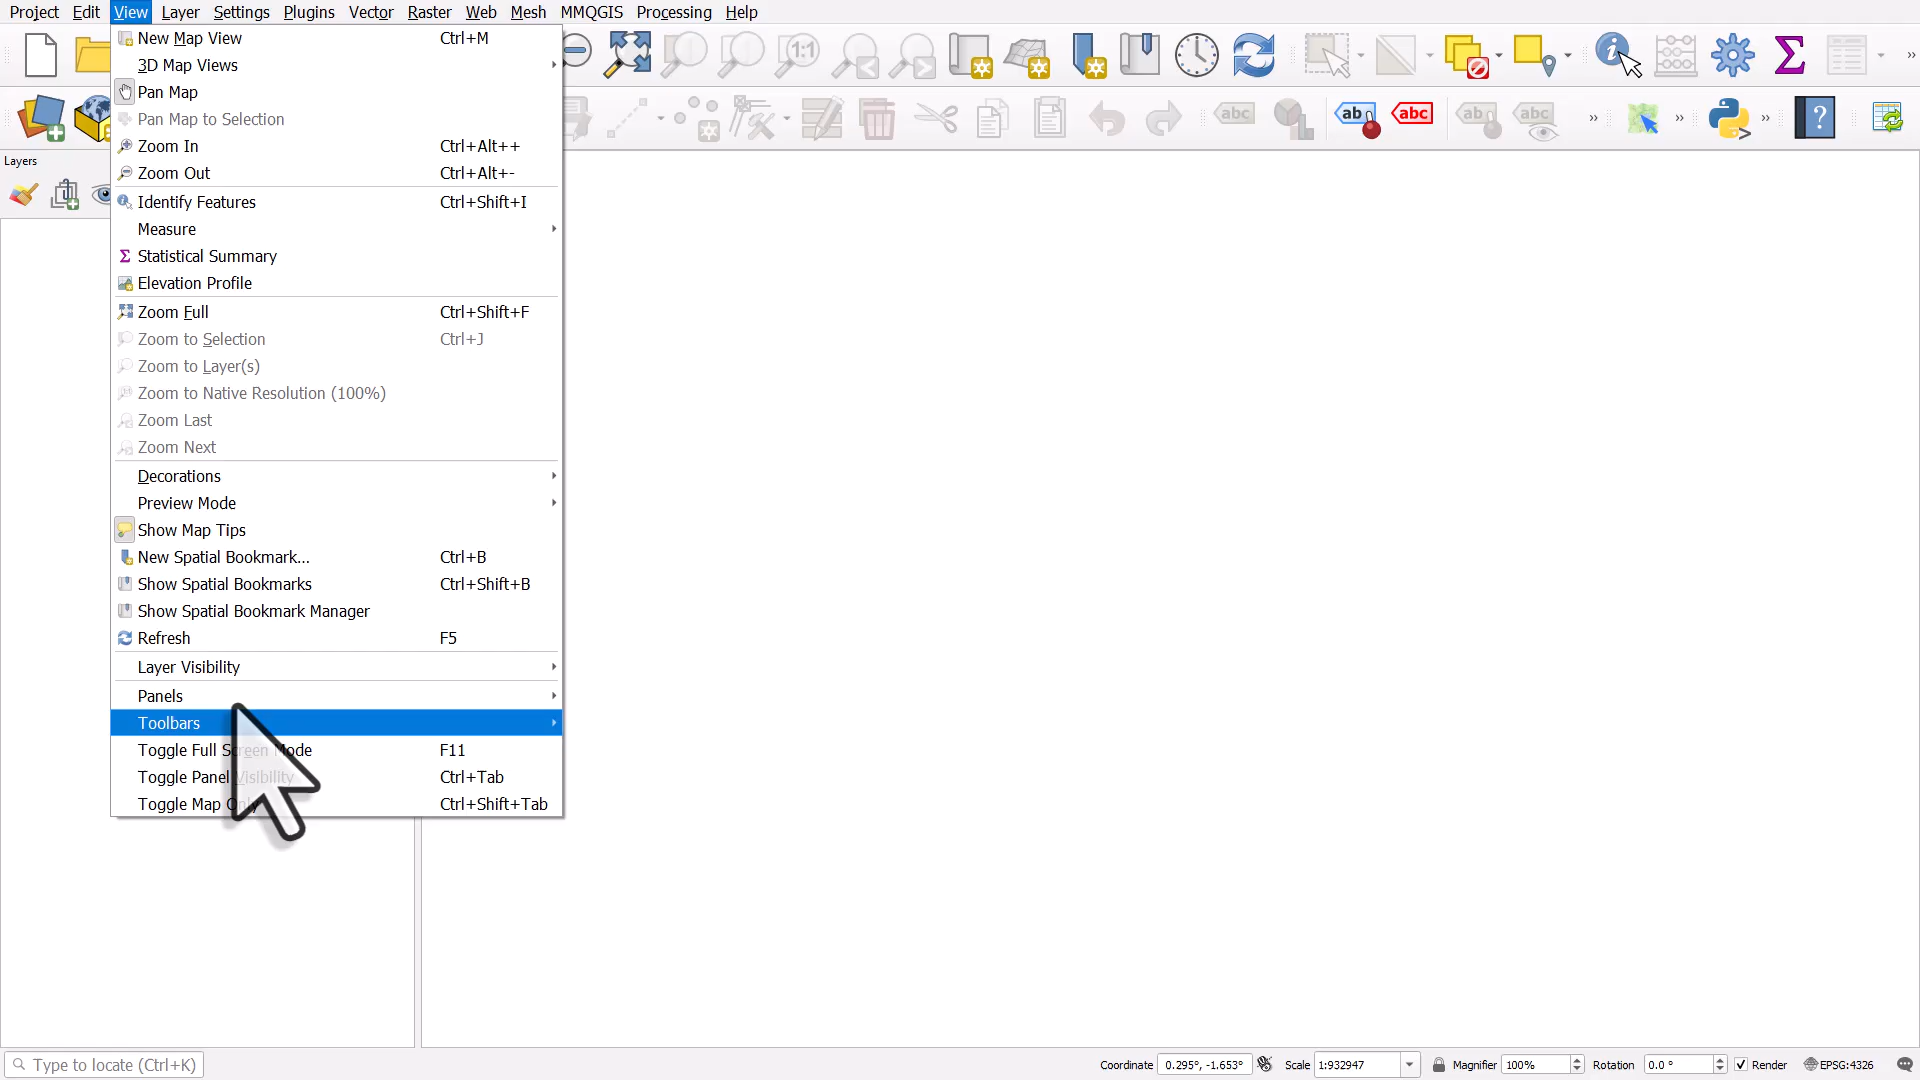 Project Edit View Layer Settings Plugins Vector Raster Web Mesh MMQGIS Processing Help
New Map View Ctrl+M
3D Map Views
Pan Map
Pan Map to Selection
Zoom In Ctrl+Alt++
Zoom Out Ctrl+Alt+-
Identify Features Ctrl+Shift+I
Measure
Statistical Summary
Elevation Profile
Zoom Full Ctrl+Shift+F
Zoom to Selection Ctrl+J
Zoom to Layer(s)
Zoom to Native Resolution (100%)
Zoom Last
Zoom Next
Decorations
Preview Mode
Show Map Tips
New Spatial Bookmark... Ctrl+B
Show Spatial Bookmarks Ctrl+Shift+B
Show Spatial Bookmark Manager
Refresh F5
Layer Visibility
Panels
Toolbars
Toggle Full Screen Mode F11
Toggle Panel Visibility Ctrl+Tab
Toggle Map Only Ctrl+Shift+Tab
1:1
abc ab abc ab abc
Layers
Type to locate (Ctrl+K) Coordinate 0.295°, -1.653° Scale 1:932947 Magnifier 100% Rotation 0.0 ° Render EPSG:4326